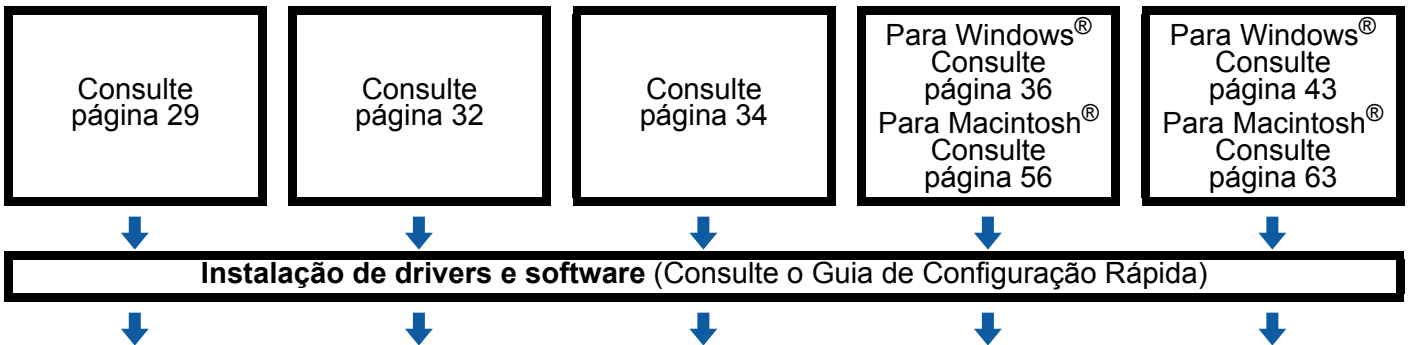 Consulte
página 29
Consulte
página 32
Consulte
página 34
Para Windows®
Consulte
página 36
Para Macintosh®
Consulte
página 56
Para Windows®
Consulte
página 43
Para Macintosh®
Consulte
página 63
Instalação de drivers e software (Consulte o Guia de Configuração Rápida)